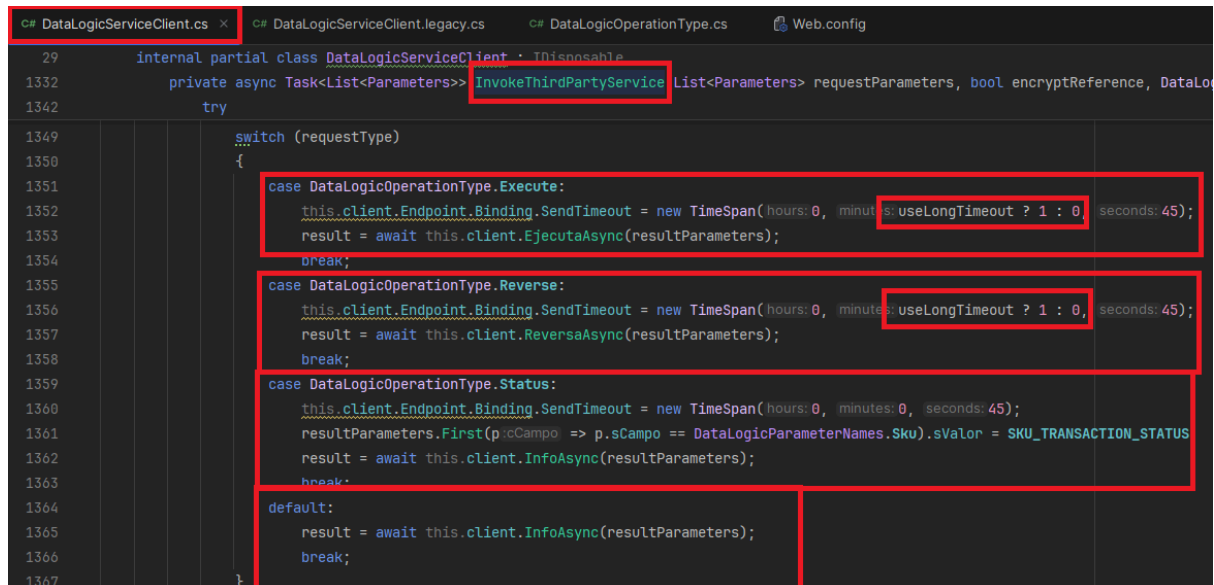 C# DataLogicServiceClient.cs × C# DataLogicServiceClient.legacy.cs C# DataLogicOperationType.cs Web.config
29 internal partial class DataLogicServiceClient : IDisposable
1332 private async Task<List<Parameters>> InvokeThirdPartyService(List<Parameters> requestParameters, bool encryptReference, DataLog
1342 try
1349 switch (requestType)
1350 {
1351 case DataLogicOperationType.Execute:
1352 this.client.Endpoint.Binding.SendTimeout = new TimeSpan(hours: 0, minutes: useLongTimeout ? 1 : 0, seconds: 45);
1353 result = await this.client.EjecutaAsync(resultParameters);
1354 break;
1355 case DataLogicOperationType.Reverse:
1356 this.client.Endpoint.Binding.SendTimeout = new TimeSpan(hours: 0, minutes: useLongTimeout ? 1 : 0, seconds: 45);
1357 result = await this.client.ReversaAsync(resultParameters);
1358 break;
1359 case DataLogicOperationType.Status:
1360 this.client.Endpoint.Binding.SendTimeout = new TimeSpan(hours: 0, minutes: 0, seconds: 45);
1361 resultParameters.First(p :cCampo => p.sCampo == DataLogicParameterNames.Sku).sValor = SKU_TRANSACTION_STATUS
1362 result = await this.client.InfoAsync(resultParameters);
1363 break;
1364 default:
1365 result = await this.client.InfoAsync(resultParameters);
1366 break;
1367 }